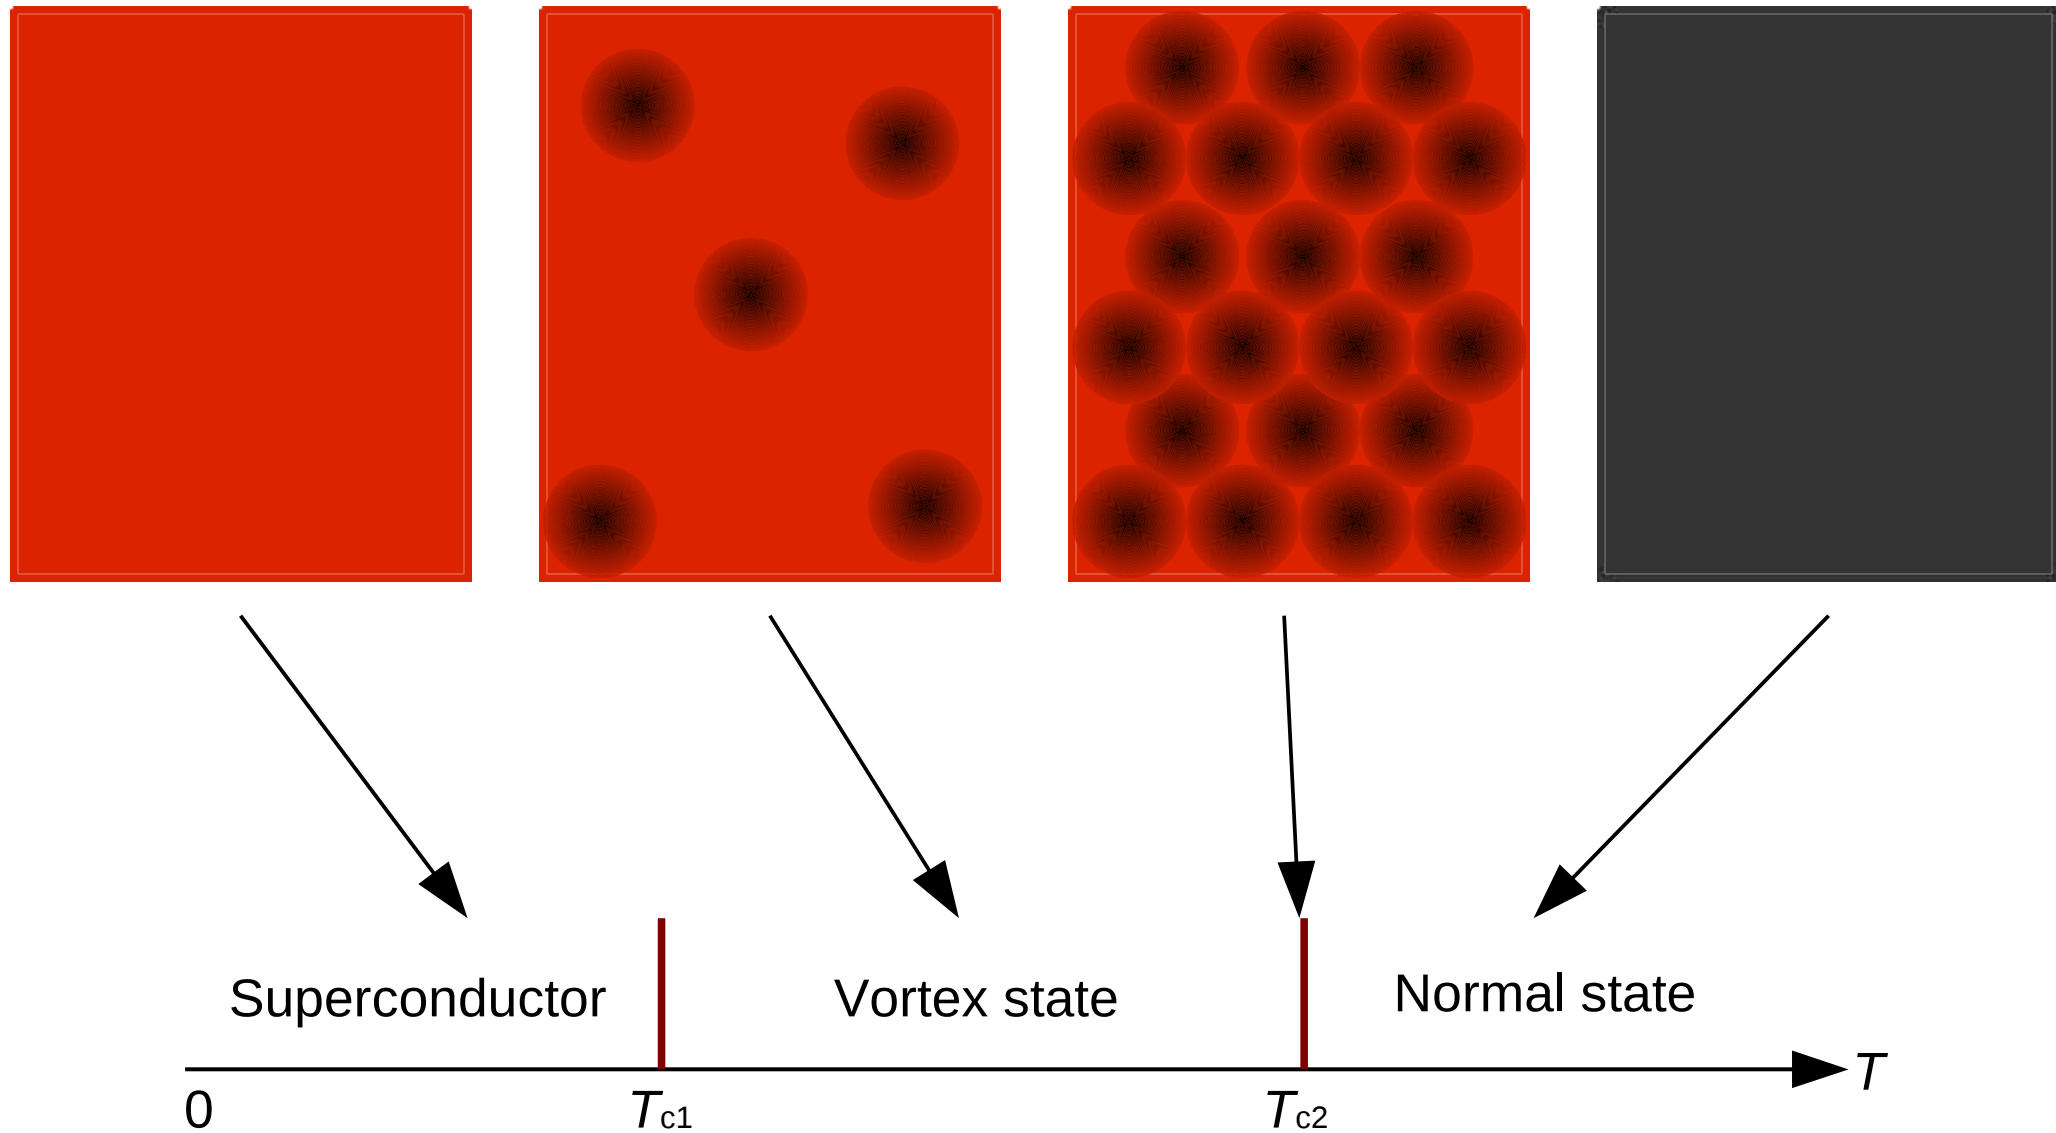 Superconductor
Vortex state
Normal state
T
0
Tc1
Tc2